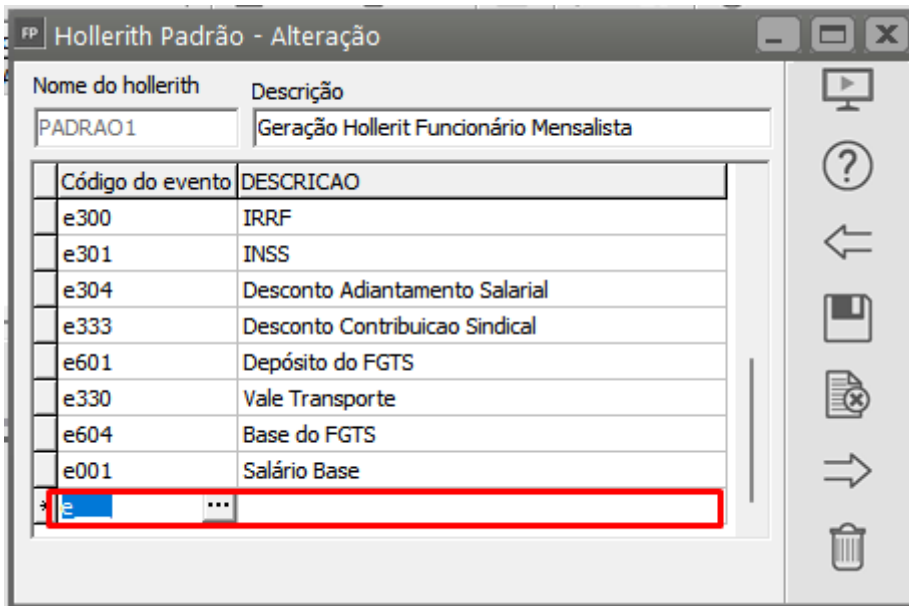 FP Hollerith Padrão - Alteração
Nome do hollerith Descrição
PADRAO1 Geração Hollerit Funcionário Mensalista
Código do evento DESCRICAO
e300 IRRF
e301 INSS
e304 Desconto Adiantamento Salarial
e333 Desconto Contribuicao Sindical
e601 Depósito do FGTS
e330 Vale Transporte
e604 Base do FGTS
e001 Salário Base
* e ...